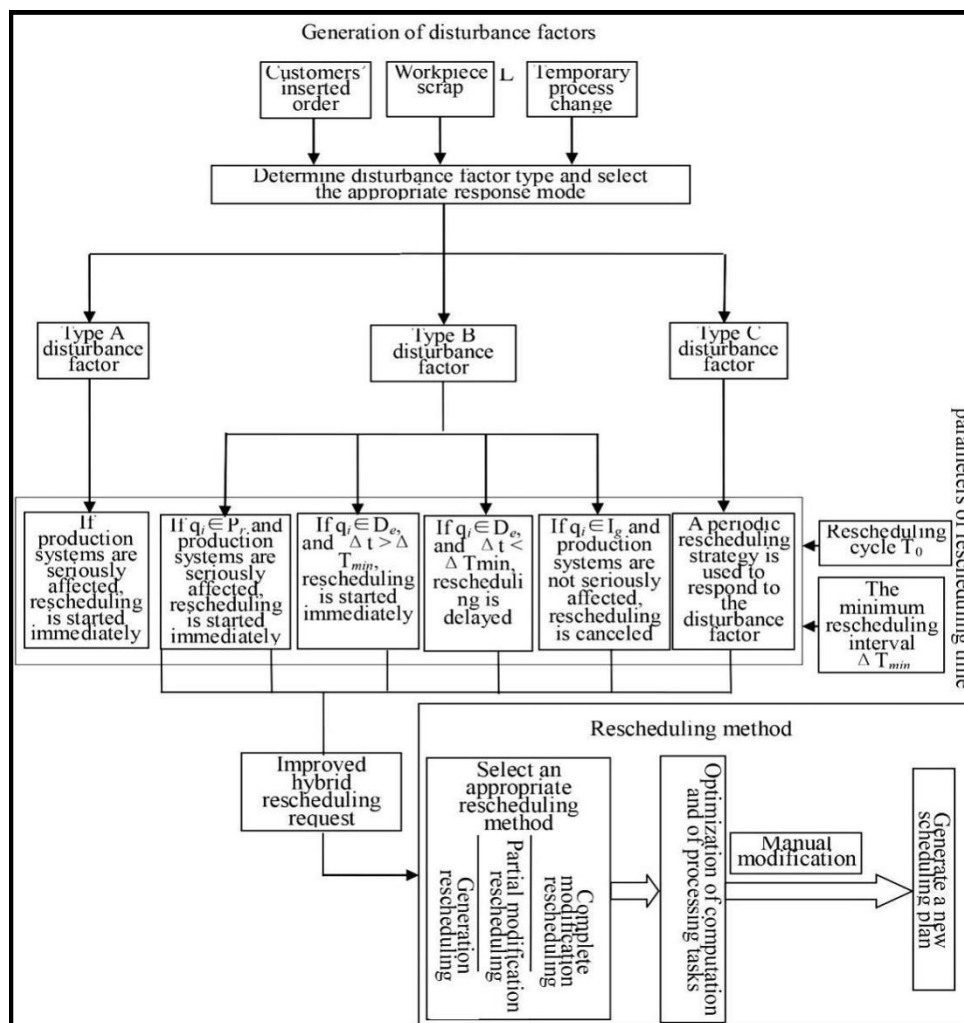 Generation of disturbance factors
Customers'
inserted
order
Workpiece
scrap
L
Temporary
process
change
Determine disturbance factor type and select
the appropriate response mode
Type A
disturbance
factor
Type B
disturbance
factor
Type C
disturbance
factor
If
production
systems are
seriously
affected,
rescheduling
is started
immediately
If qᵢ∈Pᵣ and
production
systems are
seriously
affected,
rescheduling
is started
immediately
If qᵢ∈Dₑ,
and Δt>Δ
Tmin,
rescheduling
is started
immediately
If qᵢ∈Dₑ,
and Δt<
ΔTmin,
rescheduli
ng is
delayed
If qᵢ∈I_g and
production
systems are
not seriously
affected,
rescheduling
is canceled
A periodic
rescheduling
strategy is
used to
respond to
the
disturbance
factor
parameters of rescheduling time
Rescheduling
cycle T₀
The
minimum
rescheduling
interval
ΔTmin
Improved
hybrid
rescheduling
request
Rescheduling method
Select an
appropriate
rescheduling
method
Generation
rescheduling
Partial modification
rescheduling
Complete
modification
rescheduling
Optimization of computation
and of processing tasks
Manual
modification
Generate a new
scheduling plan